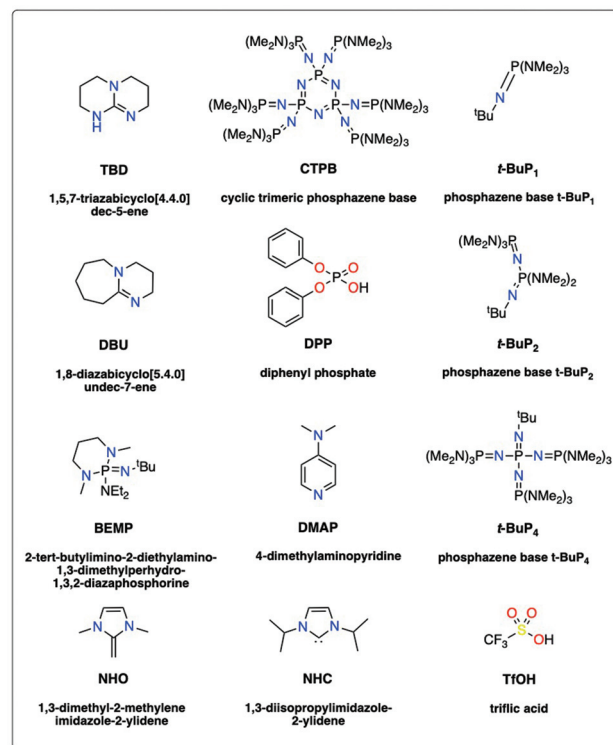 N
N
H
N
TBD
1,5,7-triazabicyclo[4.4.0]
dec-5-ene
(Me₂N)₃P P(NMe₂)₃
N N
P
N N
(Me₂N)₃P=N P P N=P(NMe₂)₃
N N N
(Me₂N)₃P P(NMe₂)₃
CTPB
cyclic trimeric phosphazene base
P(NMe₂)₃
N
ᵗBu
t-BuP₁
phosphazene base t-BuP₁
N
N
DBU
1,8-diazabicyclo[5.4.0]
undec-7-ene
O O
P
O OH
DPP
diphenyl phosphate
(Me₂N)₃P
N
P(NMe₂)₂
N
ᵗBu
t-BuP₂
phosphazene base t-BuP₂
N
P=N ᵗBu
N
NEt₂
BEMP
2-tert-butylimino-2-diethylamino-
1,3-dimethylperhydro-
1,3,2-diazaphosphorine
N
N
DMAP
4-dimethylaminopyridine
ᵗBu
N
(Me₂N)₃P=N-P-N=P(NMe₂)₃
N
P(NMe₂)₃
t-BuP₄
phosphazene base t-BuP₄
N N
NHO
1,3-dimethyl-2-methylene
imidazole-2-ylidene
N N
NHC
1,3-diisopropylimidazole-
2-ylidene
O O
S
CF₃ OH
TfOH
triflic acid